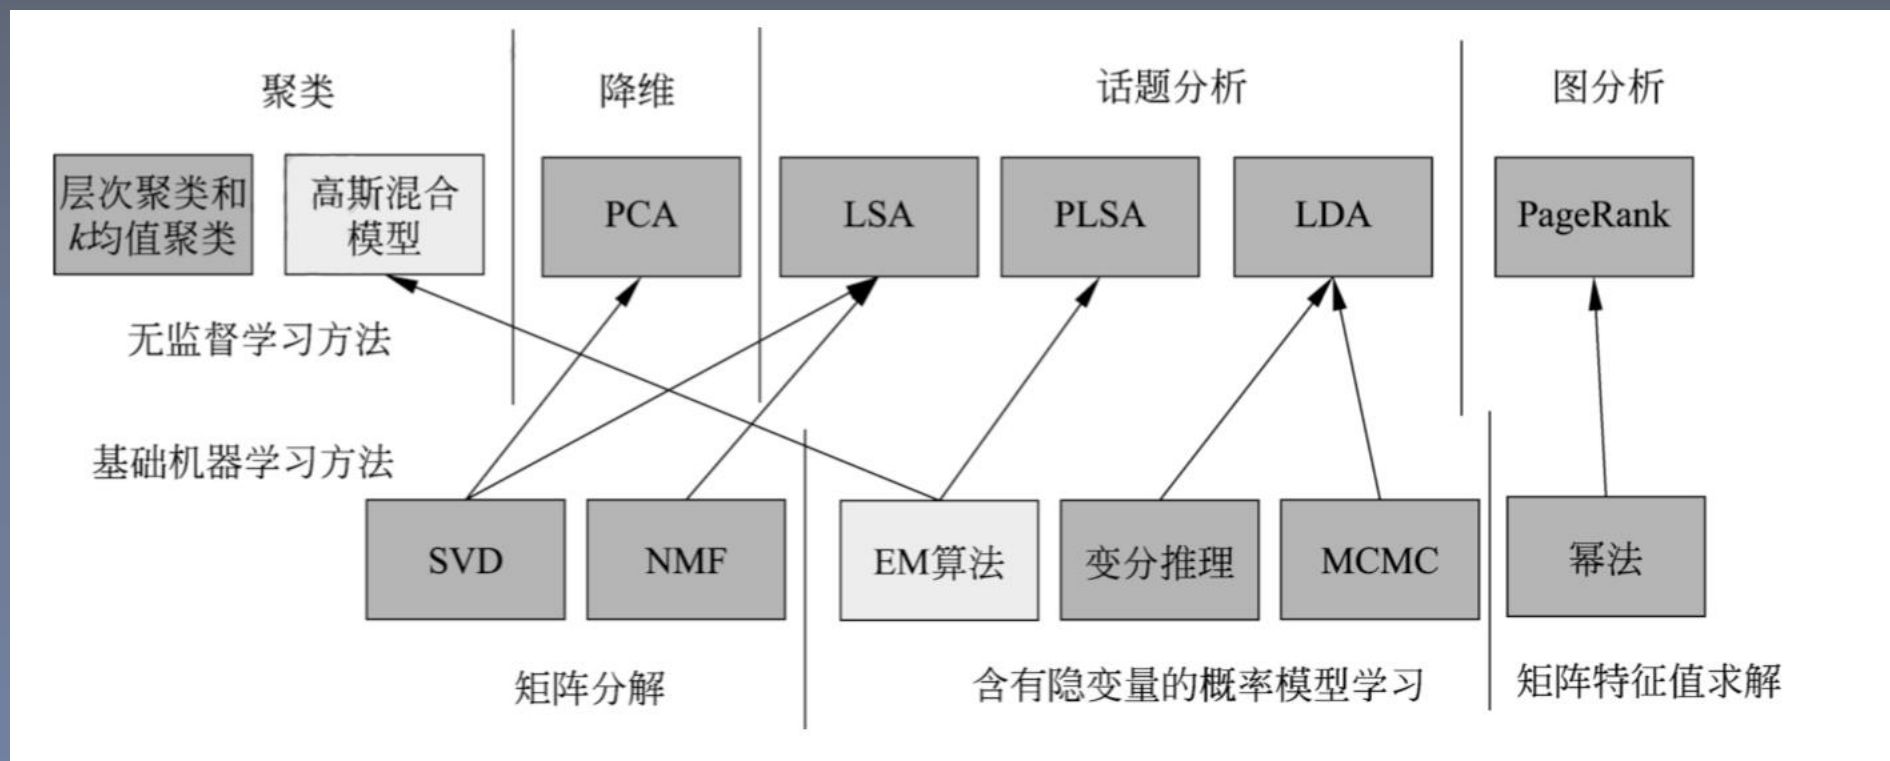 聚类
降维
话题分析
图分析
层次聚类和
k均值聚类
高斯混合
模型
PCA
LSA
PLSA
LDA
PageRank
无监督学习方法
基础机器学习方法
SVD
NMF
EM算法
变分推理
MCMC
幂法
矩阵分解
含有隐变量的概率模型学习
矩阵特征值求解